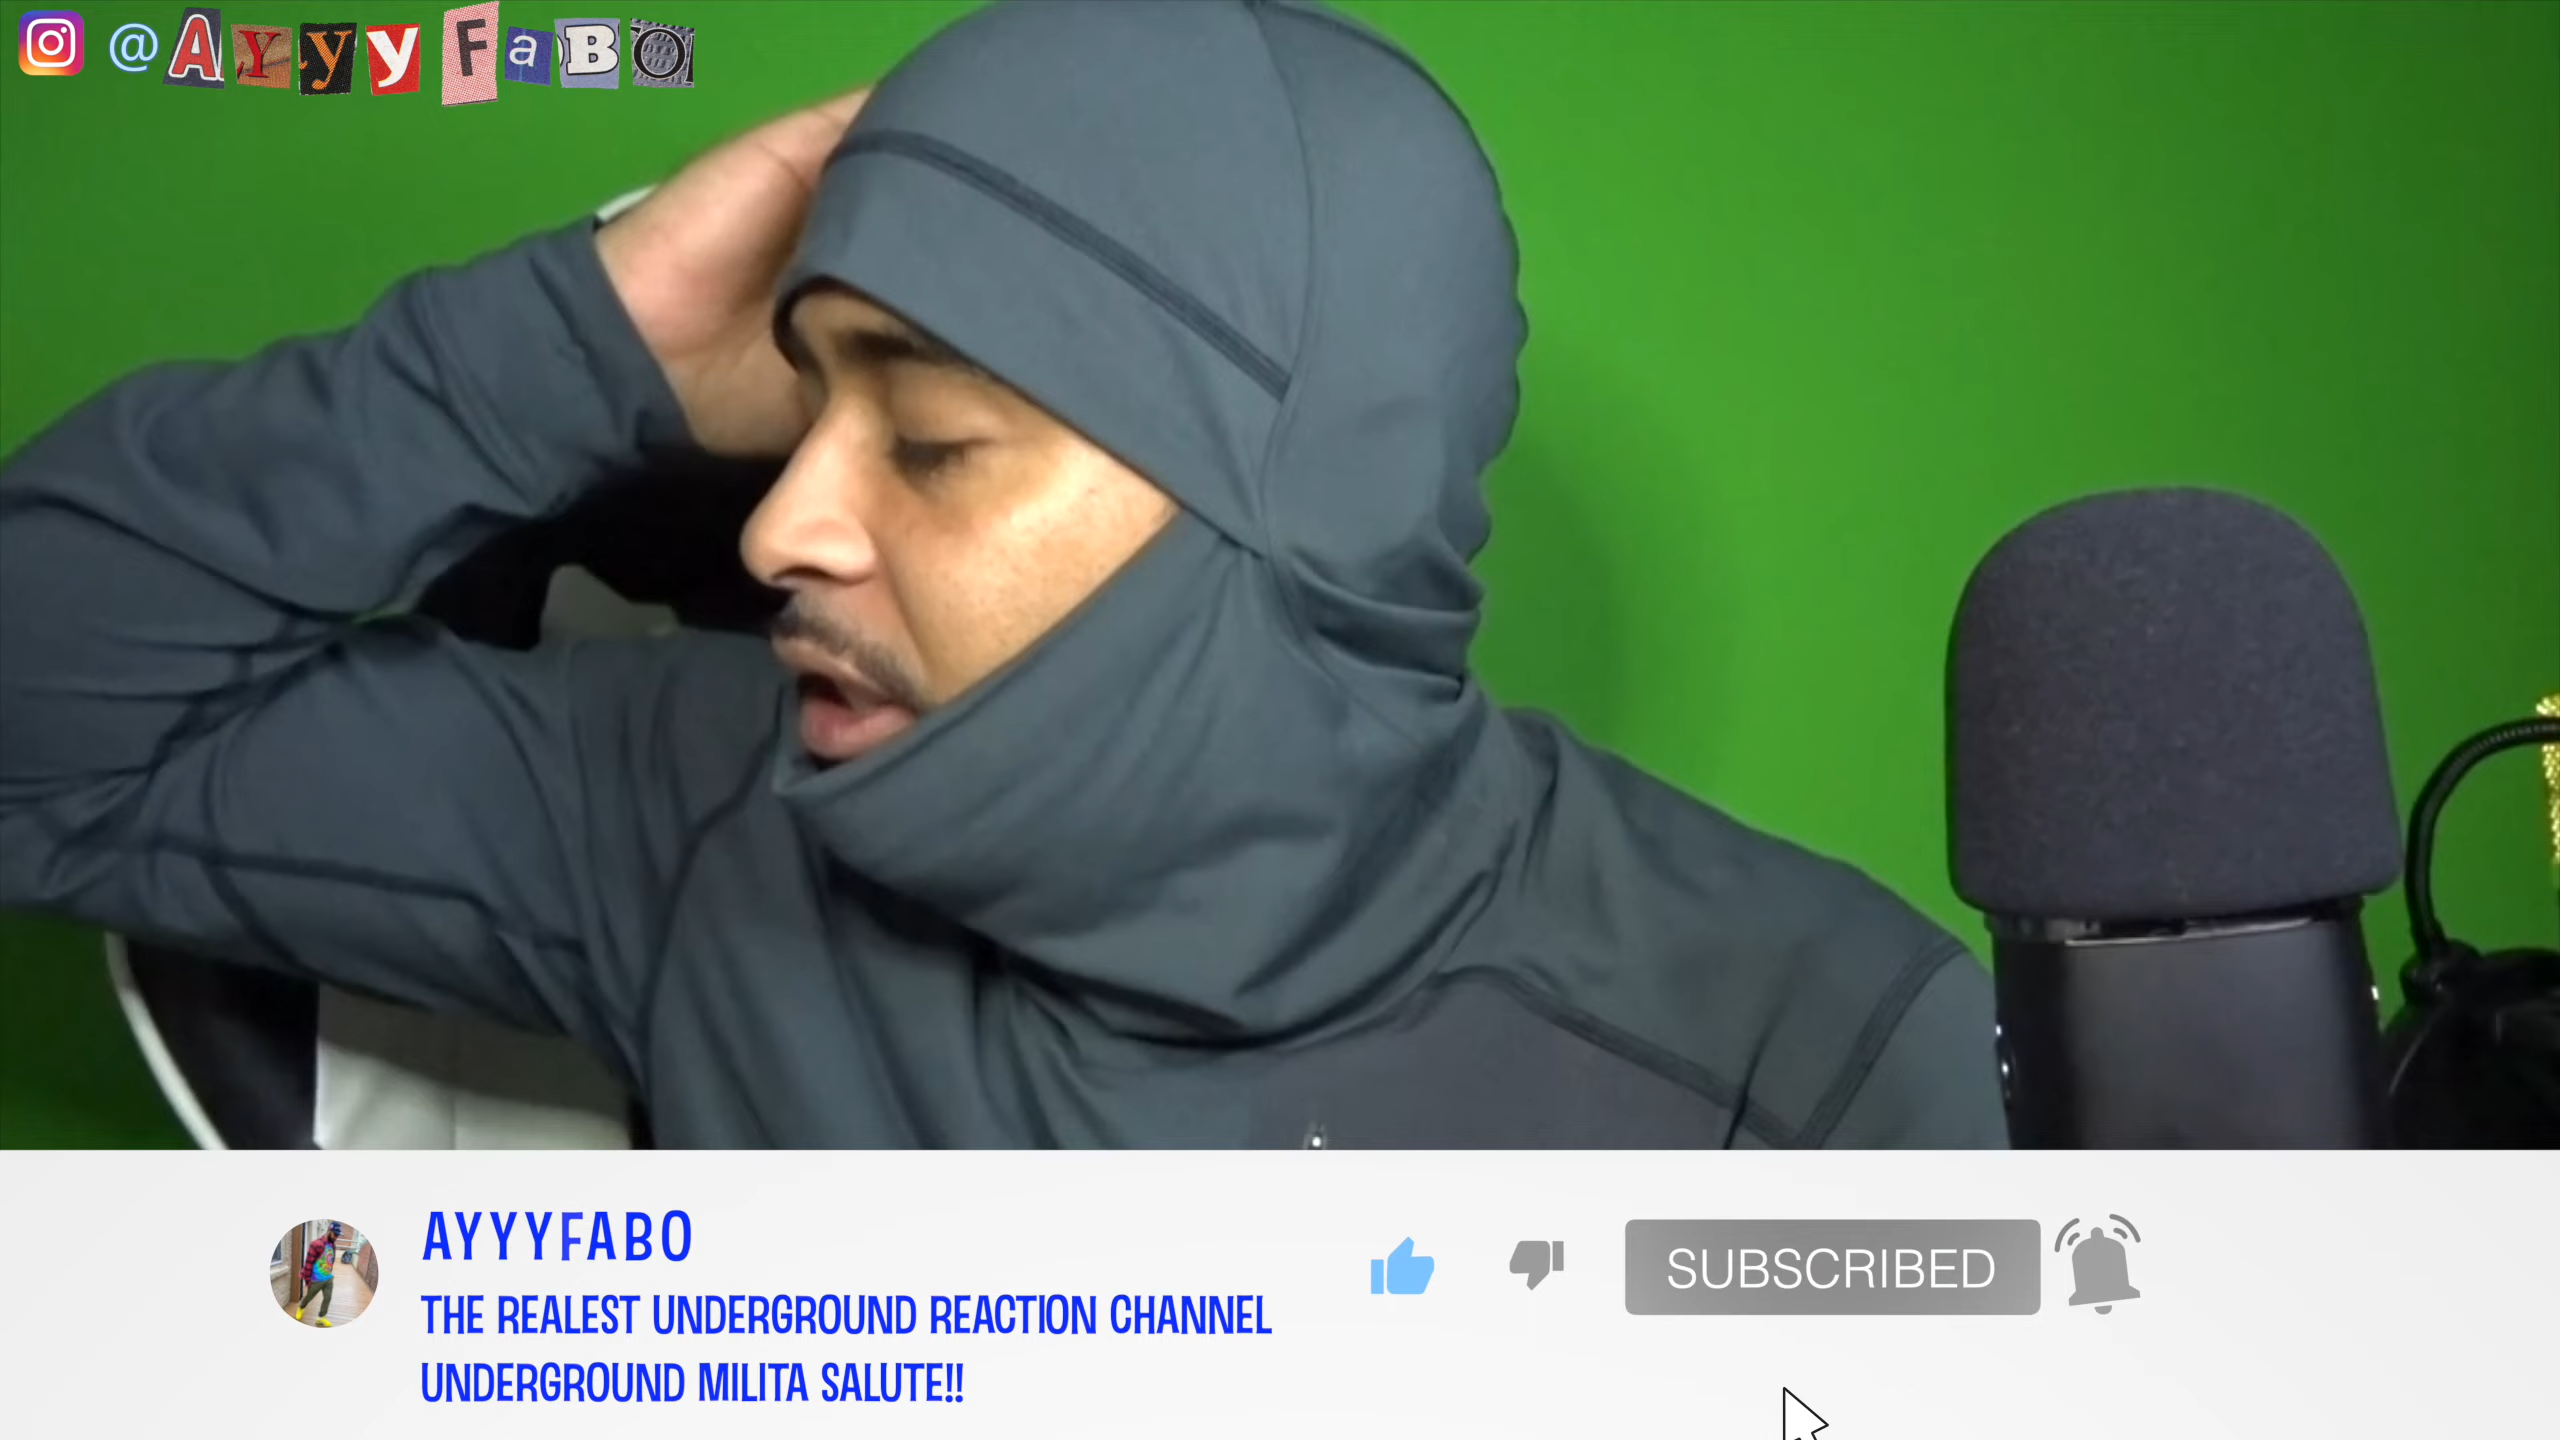 @AyyyFaBO
AYYYFABO
THE REALEST UNDERGROUND REACTION CHANNEL
UNDERGROUND MILITA SALUTE!!
SUBSCRIBED